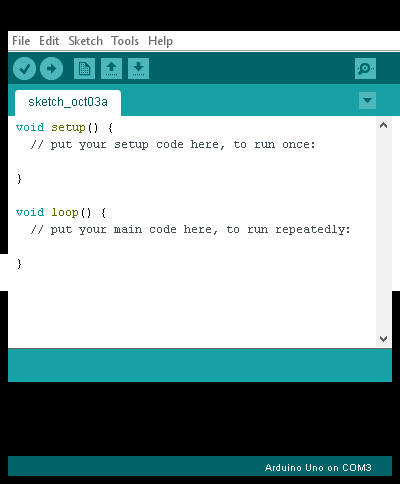 File Edit Sketch Tools Help
sketch_oct03a
void setup() {
  // put your setup code here, to run once:
}
void loop() {
  // put your main code here, to run repeatedly:
}
Arduino Uno on COM3